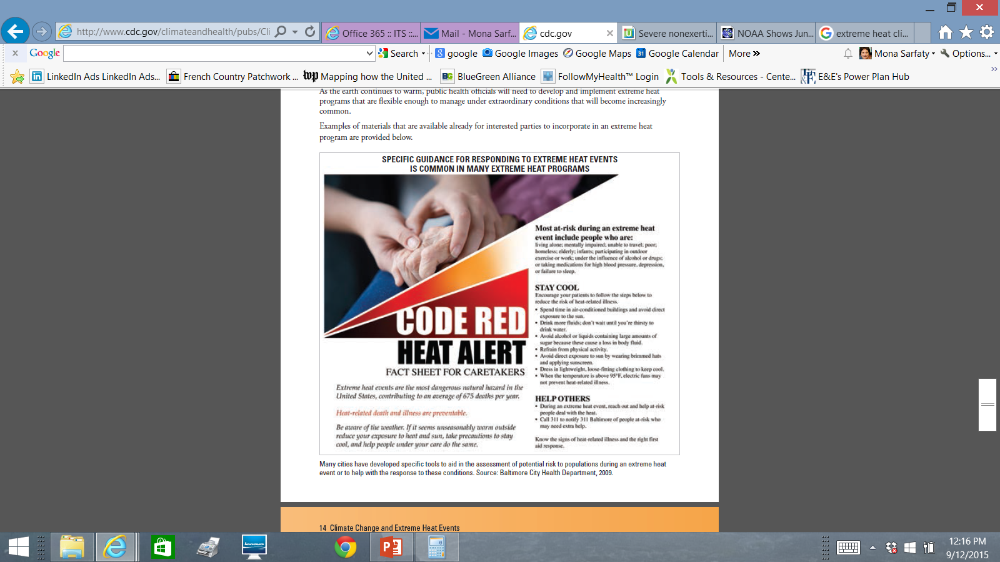 http://www.cdc.gov/climateandhealth/pubs/Cli
Office 365 :: ITS ::...
Mail - Mona Sarf...
cdc.gov
Severe nonexerti...
NOAA Shows Jun...
extreme heat cli...
Google
Search
google
Google Images
Google Maps
31 Google Calendar
More »
Mona Sarfaty
Options...
LinkedIn Ads LinkedIn Ads...
French Country Patchwork ...
wp Mapping how the United ...
BG BlueGreen Alliance
FollowMyHealth™ Login
Tools & Resources - Cente...
E&E's Power Plan Hub
As the earth continues to warm, public health officials will need to develop and implement extreme heat
programs that are flexible enough to manage under extraordinary conditions that will become increasingly
common.
Examples of materials that are available already for interested parties to incorporate in an extreme heat
program are provided below.
SPECIFIC GUIDANCE FOR RESPONDING TO EXTREME HEAT EVENTS
IS COMMON IN MANY EXTREME HEAT PROGRAMS
CODE RED
HEAT ALERT
FACT SHEET FOR CARETAKERS
Extreme heat events are the most dangerous natural hazard in the
United States, contributing to an average of 675 deaths per year.
Heat-related death and illness are preventable.
Be aware of the weather. If it seems unseasonably warm outside
reduce your exposure to heat and sun, take precautions to stay
cool, and help people under your care do the same.
Most at-risk during an extreme heat
event include people who are:
living alone; mentally impaired; unable to travel; poor;
homeless; elderly; infants; participating in outdoor
exercise or work; under the influence of alcohol or drugs;
or taking medications for high blood pressure, depression,
or failure to sleep.
STAY COOL
Encourage your patients to follow the steps below to
reduce the risk of heat-related illness.
• Spend time in air-conditioned buildings and avoid direct
exposure to the sun.
• Drink more fluids; don't wait until you're thirsty to
drink water.
• Avoid alcohol or liquids containing large amounts of
sugar because these cause a loss in body fluid.
• Refrain from physical activity.
• Avoid direct exposure to sun by wearing brimmed hats
and applying sunscreen.
• Dress in lightweight, loose-fitting clothing to keep cool.
• When the temperature is above 95°F, electric fans may
not prevent heat-related illness.
HELP OTHERS
• During an extreme heat event, reach out and help at-risk
people deal with the heat.
• Call 311 to notify 311 Baltimore of people at-risk who
may need extra help.
Know the signs of heat-related illness and the right first
aid response.
Many cities have developed specific tools to aid in the assessment of potential risk to populations during an extreme heat
event or to help with the response to these conditions. Source: Baltimore City Health Department, 2009.
14 Climate Change and Extreme Heat Events
12:16 PM
9/12/2015